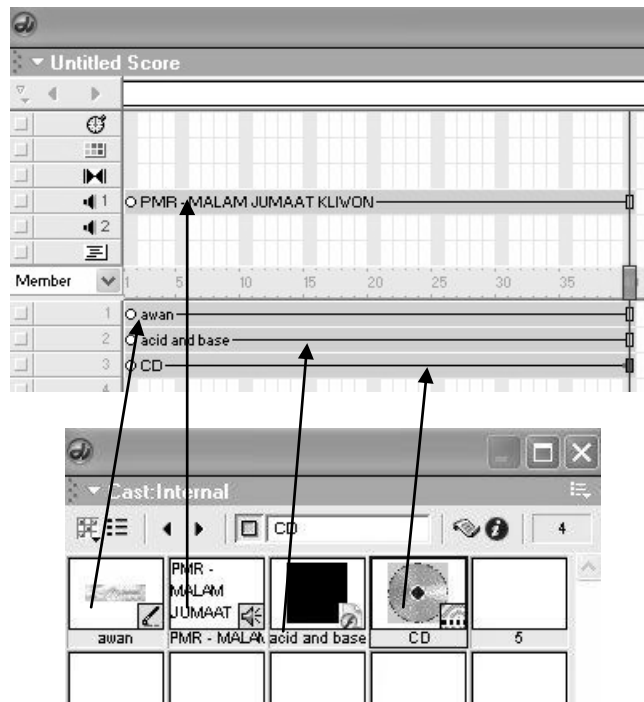 Untitled Score
1 PMR - MALAM JUMAAT KLIWON
2
Member 1 5 10 15 20 25 30 35
1 awan
2 acid and base
3 CD
4
Cast:Internal
CD 4
PMR -
MALAM
JUMAAT
awan PMR - MALAM acid and base CD 5